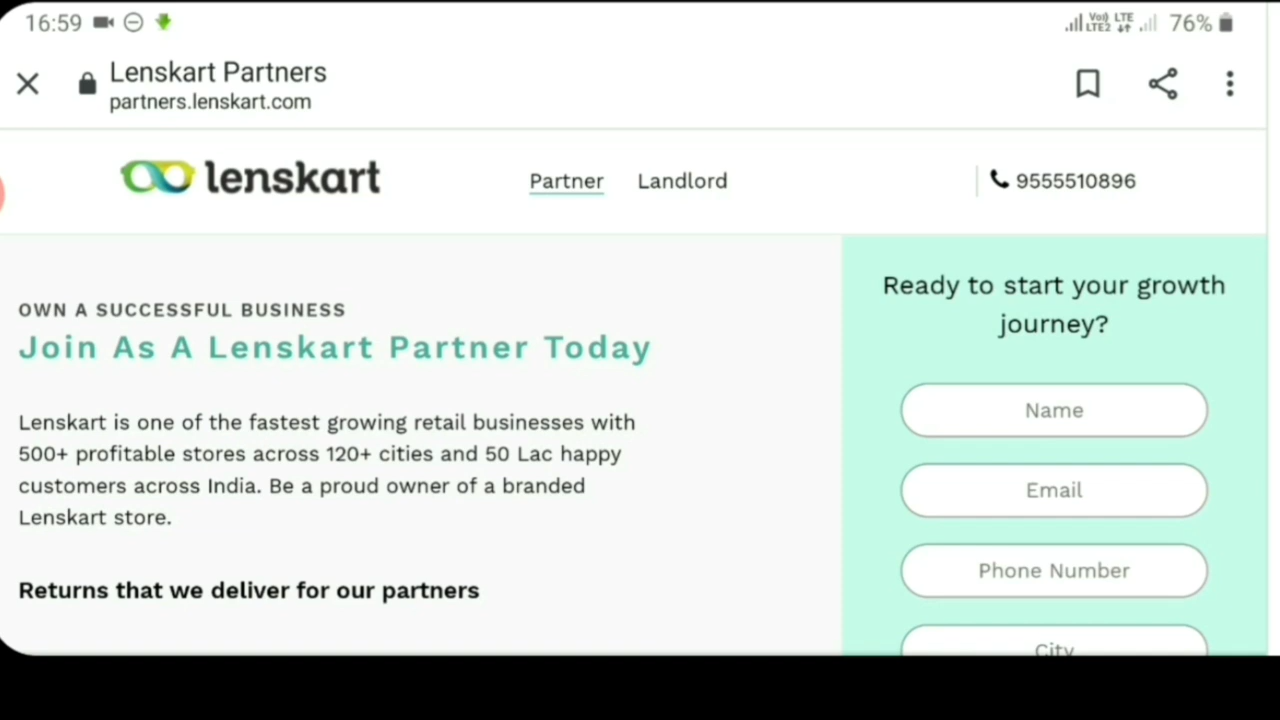 16:59
Vo)) LTE
LTE2
76%
Lenskart Partners
partners.lenskart.com
lenskart
Partner
Landlord
9555510896
OWN A SUCCESSFUL BUSINESS
Join As A Lenskart Partner Today
Lenskart is one of the fastest growing retail businesses with
500+ profitable stores across 120+ cities and 50 Lac happy
customers across India. Be a proud owner of a branded
Lenskart store.
Returns that we deliver for our partners
Ready to start your growth
journey?
Name
Email
Phone Number
City